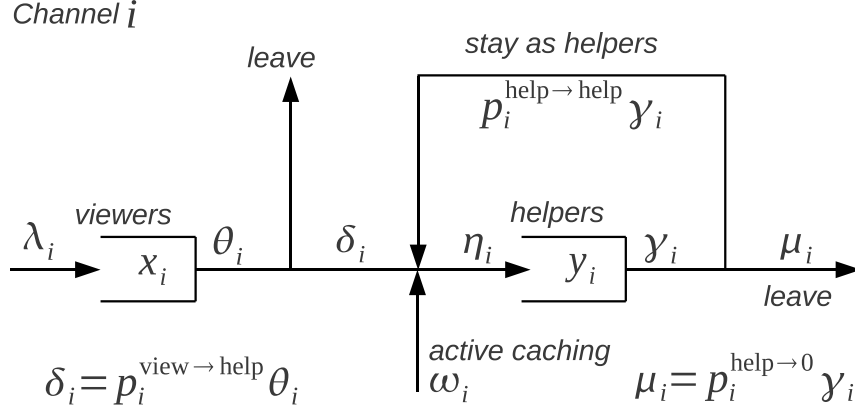 Channel i
stay as helpers
leave
p_i^{help→help} γ_i
viewers
helpers
λ_i
θ_i
δ_i
η_i
γ_i
μ_i
x_i
y_i
leave
active caching
ω_i
δ_i = p_i^{view→help} θ_i
μ_i = p_i^{help→0} γ_i